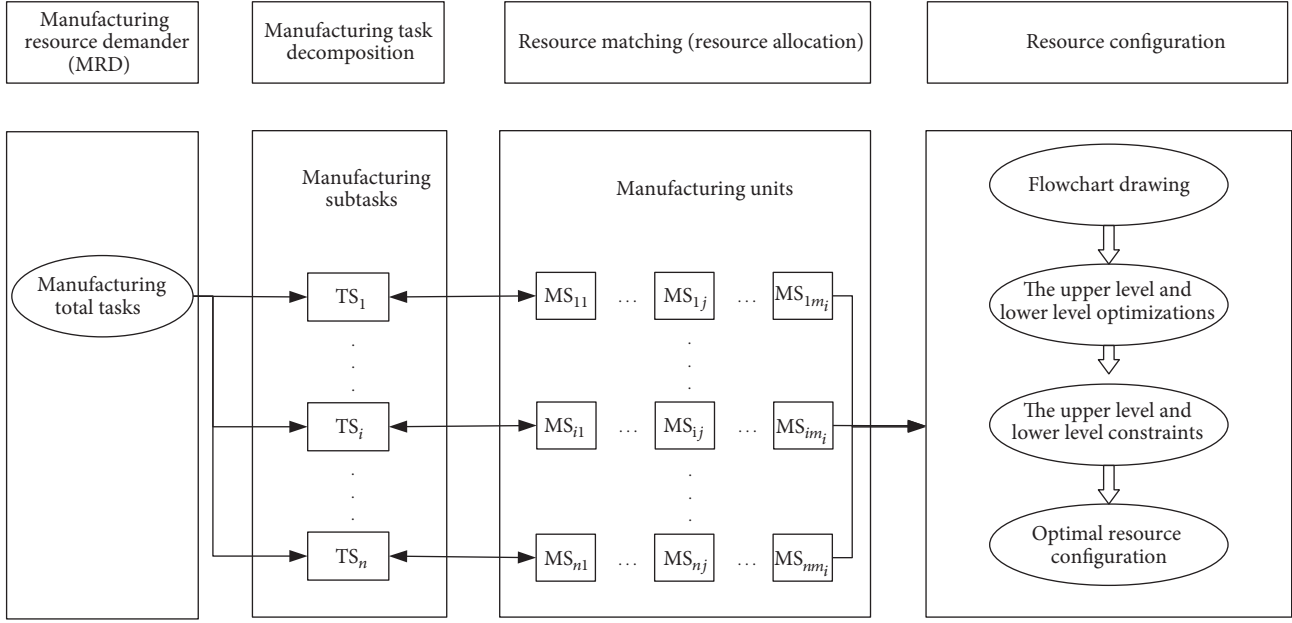 Manufacturing
resource demander
(MRD)
Manufacturing task
decomposition
Resource matching (resource allocation)
Resource configuration
Manufacturing
total tasks
Manufacturing
subtasks
TS₁
.
.
.
TSᵢ
.
.
.
TSₙ
Manufacturing units
MS₁₁ ... MS₁ⱼ ... MS₁ₘᵢ
.
.
.
MSᵢ₁ ... MSᵢⱼ ... MSᵢₘᵢ
.
.
.
MSₙ₁ ... MSₙⱼ ... MSₙₘᵢ
Flowchart drawing
The upper level and
lower level optimizations
The upper level and
lower level constraints
Optimal resource
configuration